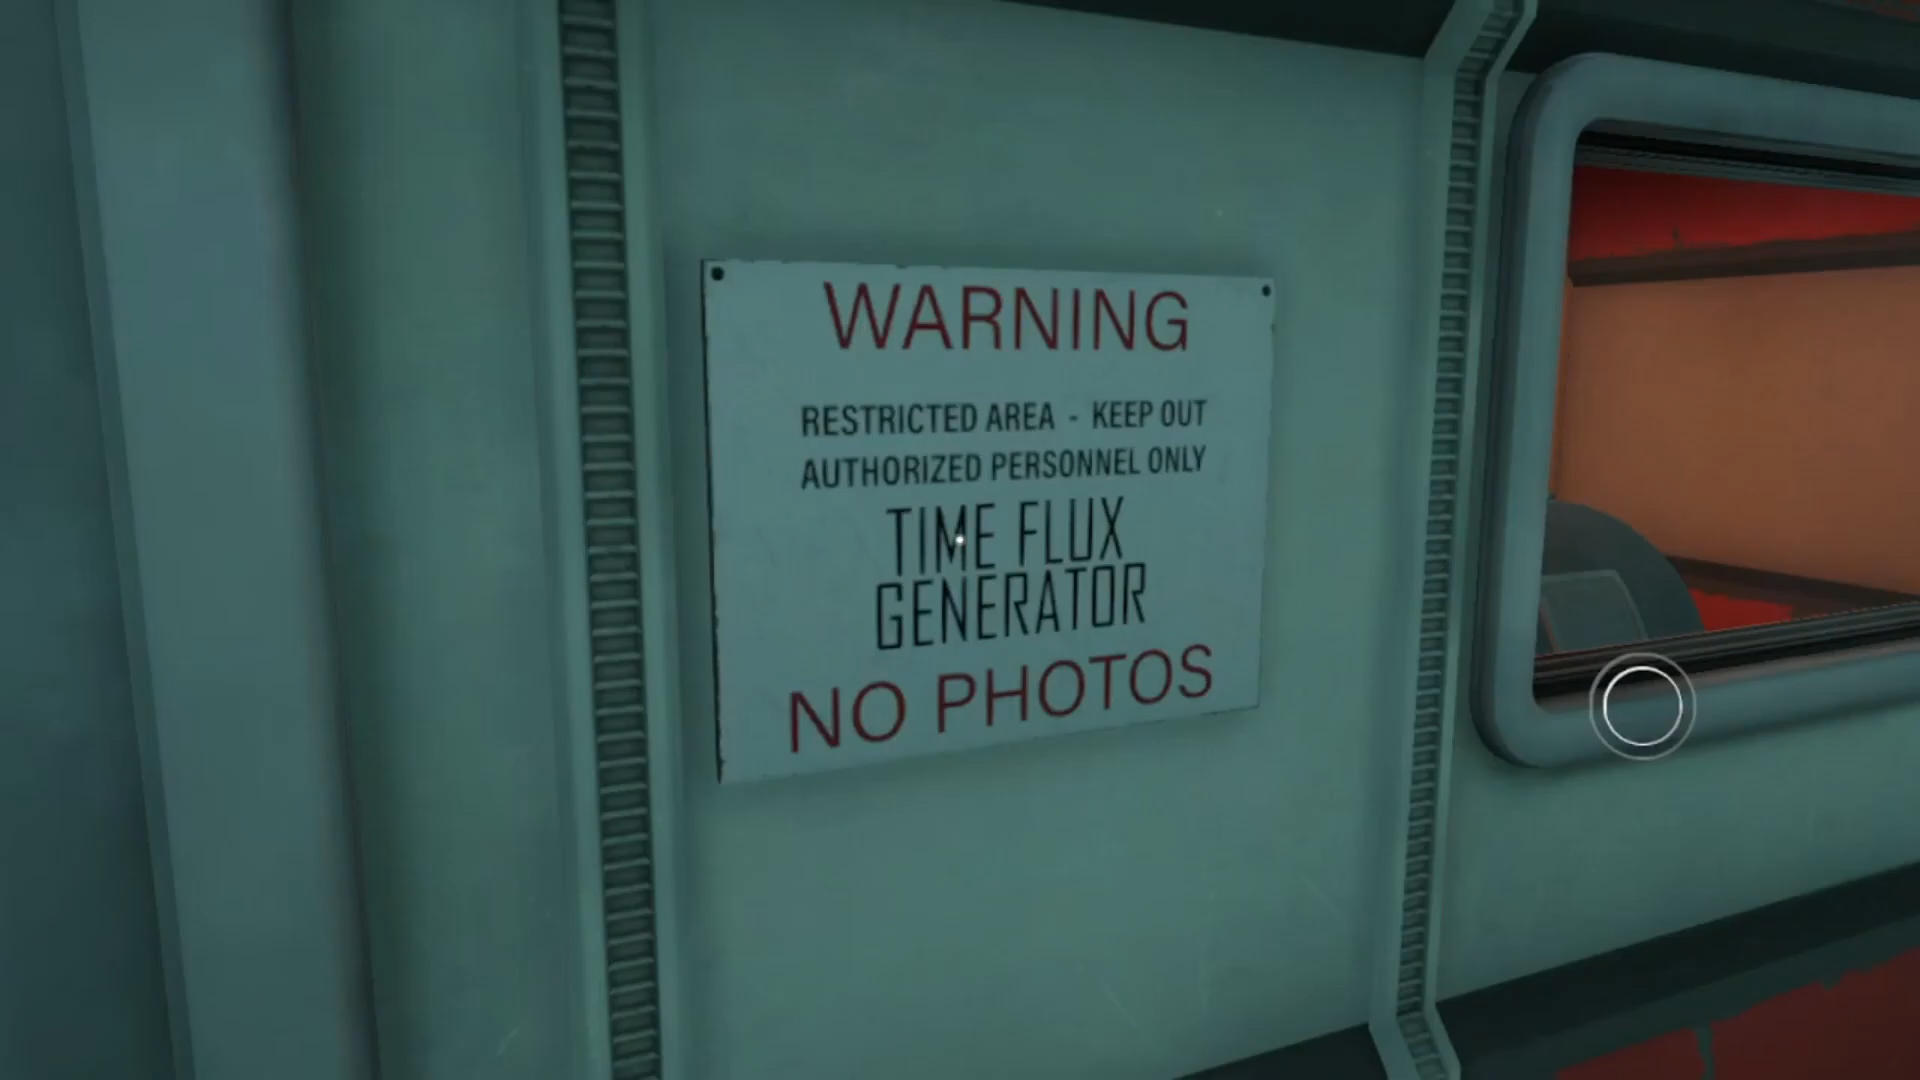 WARNING
RESTRICTED AREA - KEEP OUT
AUTHORIZED PERSONNEL ONLY
TIME FLUX
GENERATOR
NO PHOTOS